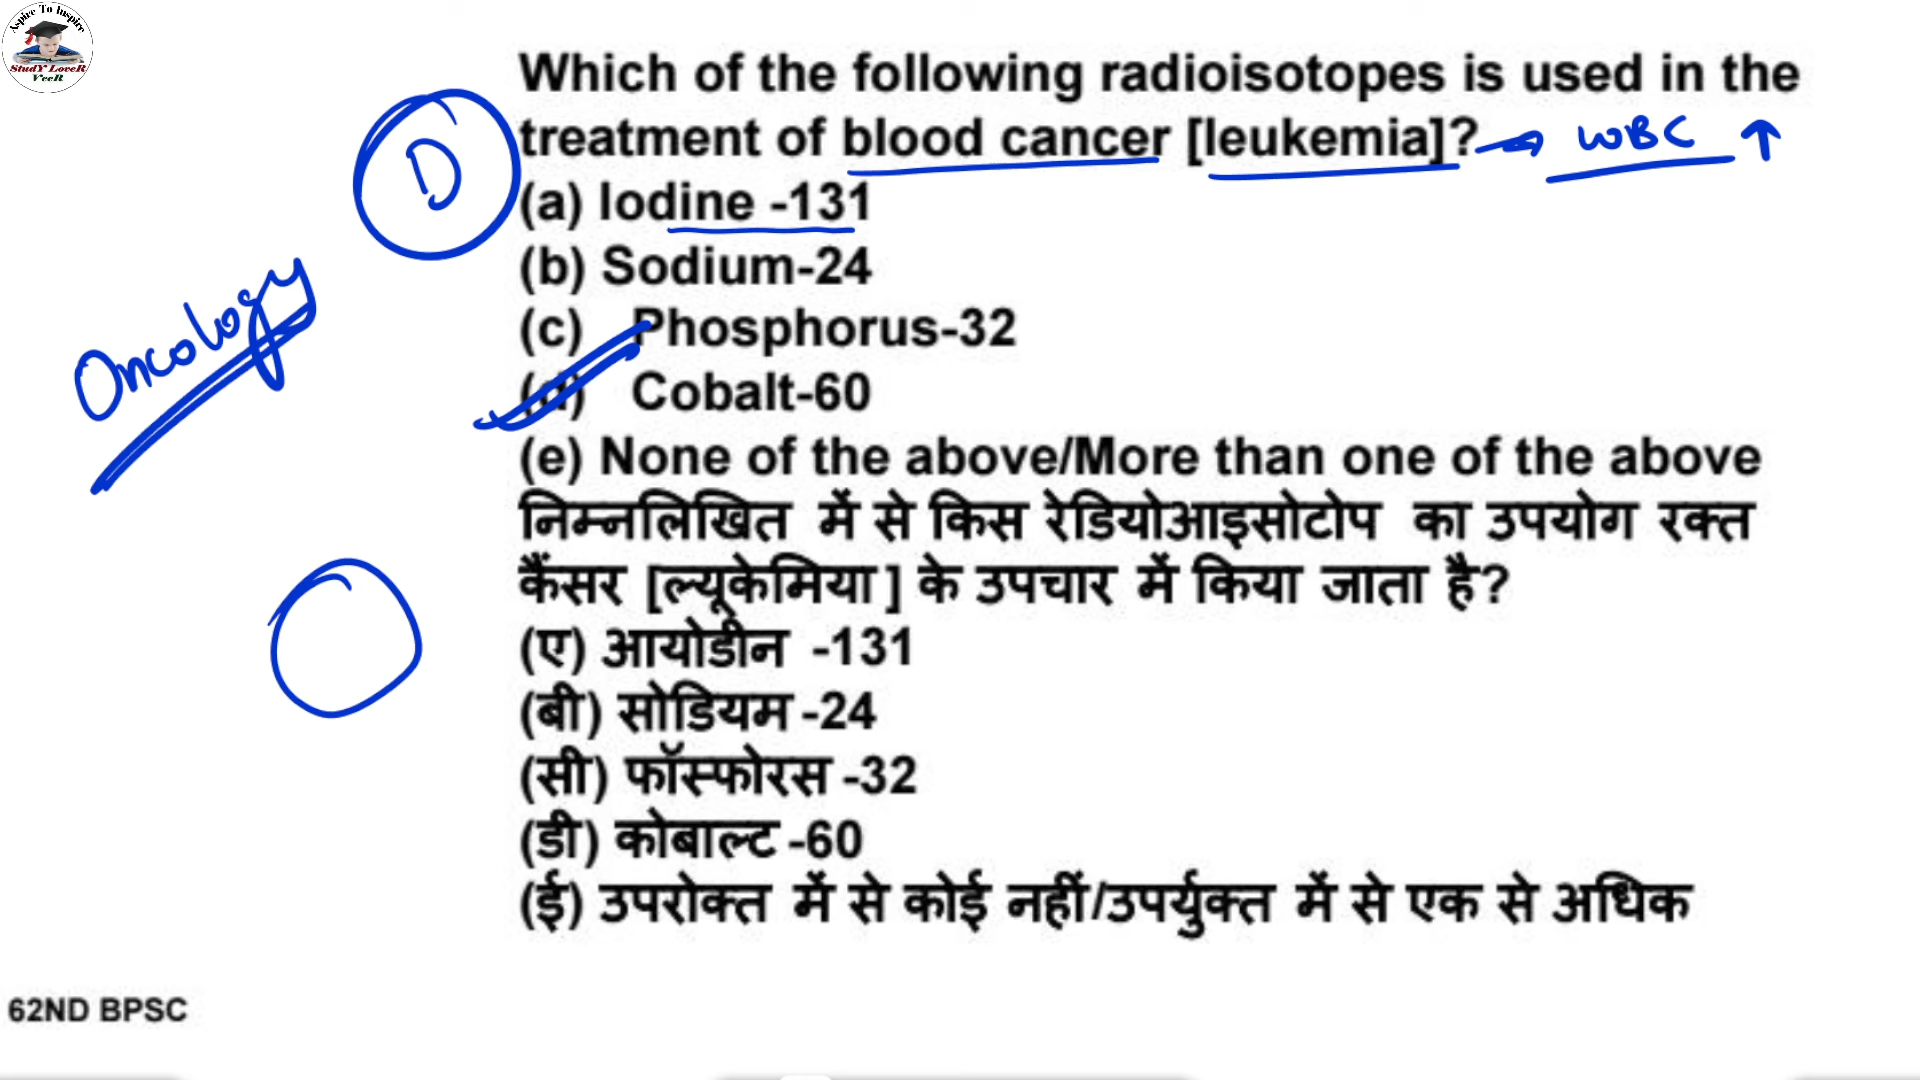 Aspire To Inspire
StudY LoveR
VeeR
Which of the following radioisotopes is used in the
treatment of blood cancer [leukemia]? → WBC ↑
D
(a) Iodine -131
(b) Sodium-24
(c) Phosphorus-32
(d) Cobalt-60
Oncology
(e) None of the above/More than one of the above
निम्नलिखित में से किस रेडियोआइसोटोप का उपयोग रक्त
कैंसर [ल्यूकेमिया] के उपचार में किया जाता है?
(ए) आयोडीन -131
(बी) सोडियम -24
(सी) फॉस्फोरस -32
(डी) कोबाल्ट -60
(ई) उपरोक्त में से कोई नहीं/उपर्युक्त में से एक से अधिक
62ND BPSC